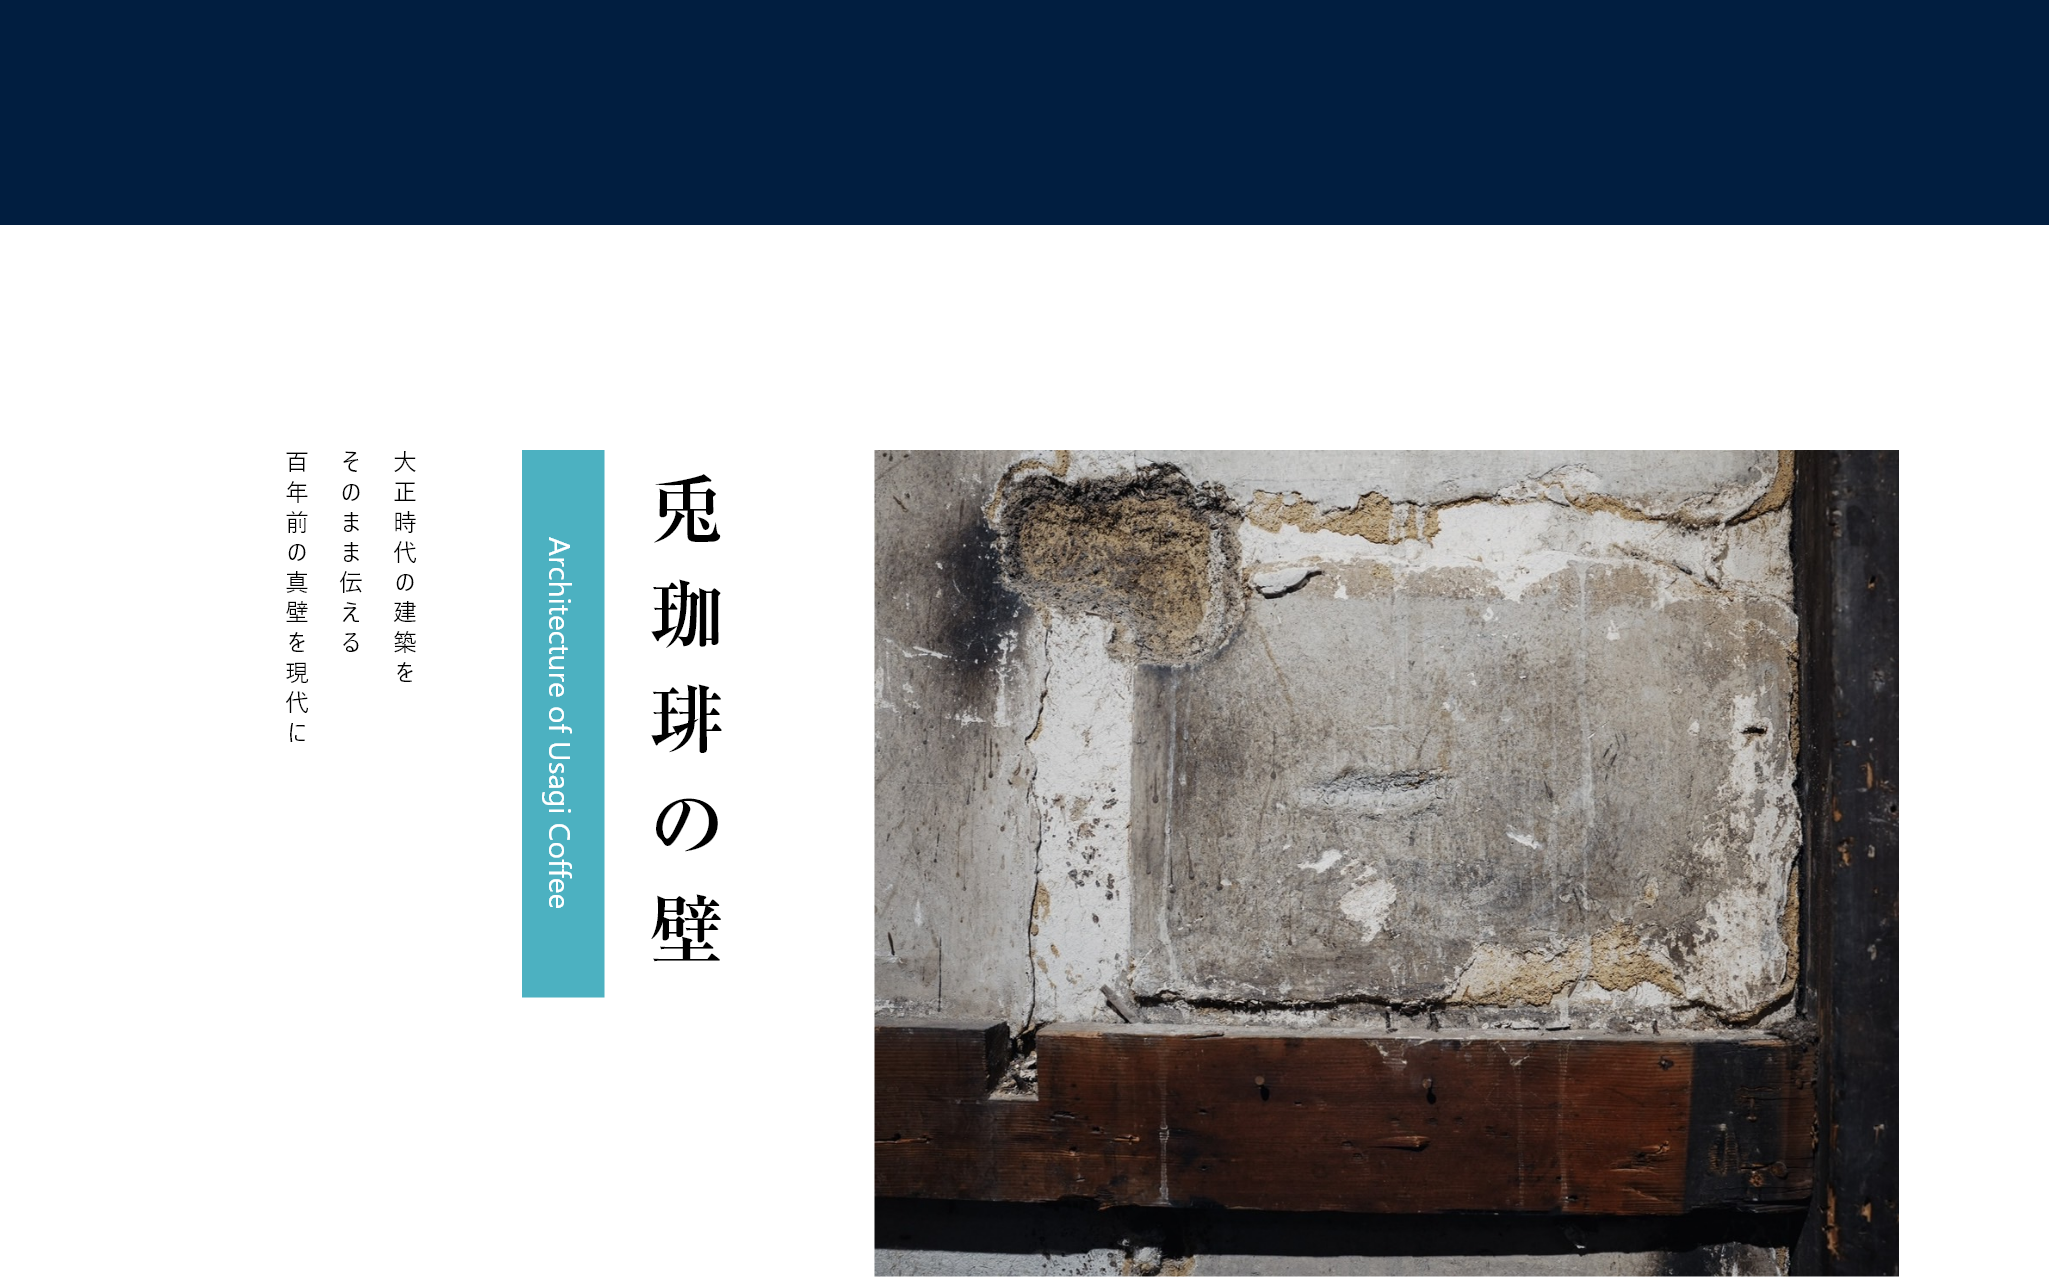 兎珈琲の壁
Architecture of Usagi Coffee
大正時代の建築を
そのまま伝える
百年前の真壁を現代に